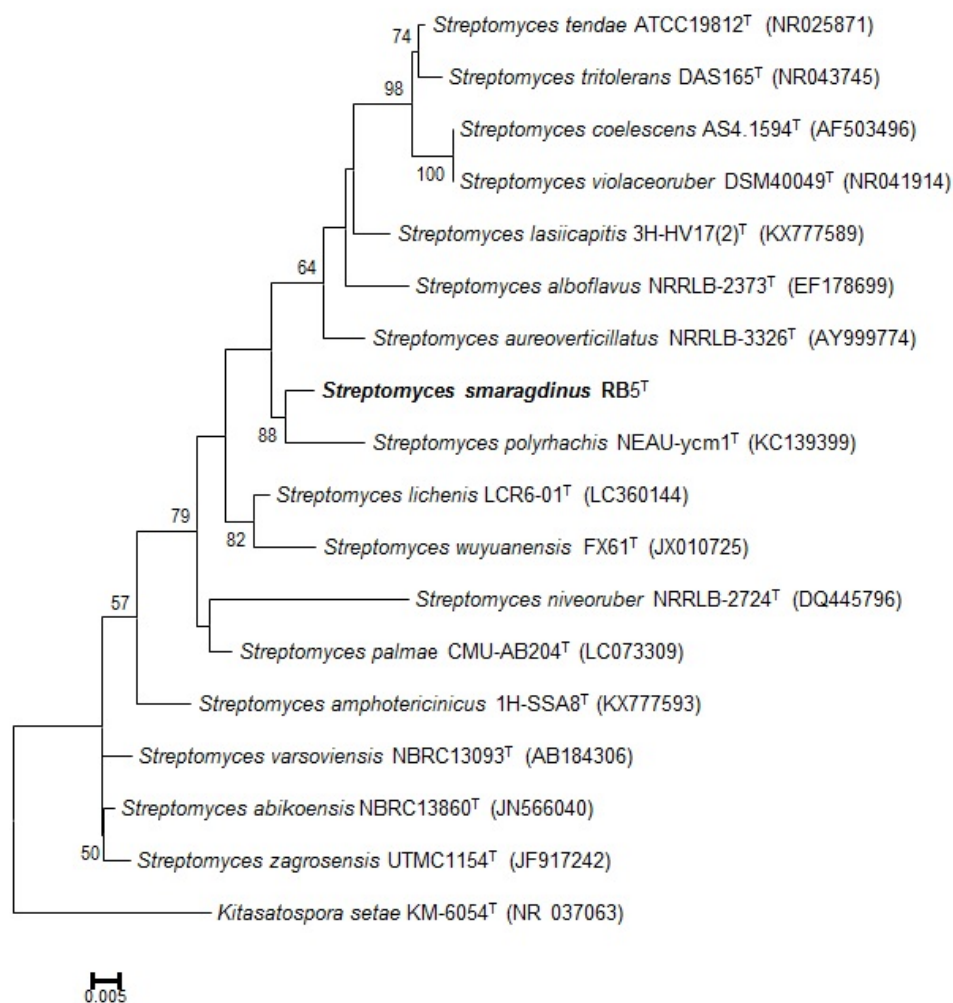 74
Streptomyces tendae ATCC19812ᵀ (NR025871)
Streptomyces tritolerans DAS165ᵀ (NR043745)
98
Streptomyces coelescens AS4.1594ᵀ (AF503496)
100
Streptomyces violaceoruber DSM40049ᵀ (NR041914)
Streptomyces lasiicapitis 3H-HV17(2)ᵀ (KX777589)
64
Streptomyces alboflavus NRRLB-2373ᵀ (EF178699)
Streptomyces aureoverticillatus NRRLB-3326ᵀ (AY999774)
Streptomyces smaragdinus RB5ᵀ
88
Streptomyces polyrhachis NEAU-ycm1ᵀ (KC139399)
Streptomyces lichenis LCR6-01ᵀ (LC360144)
79
82
Streptomyces wuyuanensis FX61ᵀ (JX010725)
57
Streptomyces niveoruber NRRLB-2724ᵀ (DQ445796)
Streptomyces palmae CMU-AB204ᵀ (LC073309)
Streptomyces amphotericinicus 1H-SSA8ᵀ (KX777593)
Streptomyces varsoviensis NBRC13093ᵀ (AB184306)
Streptomyces abikoensis NBRC13860ᵀ (JN566040)
50
Streptomyces zagrosensis UTMC1154ᵀ (JF917242)
Kitasatospora setae KM-6054ᵀ (NR 037063)
0.005